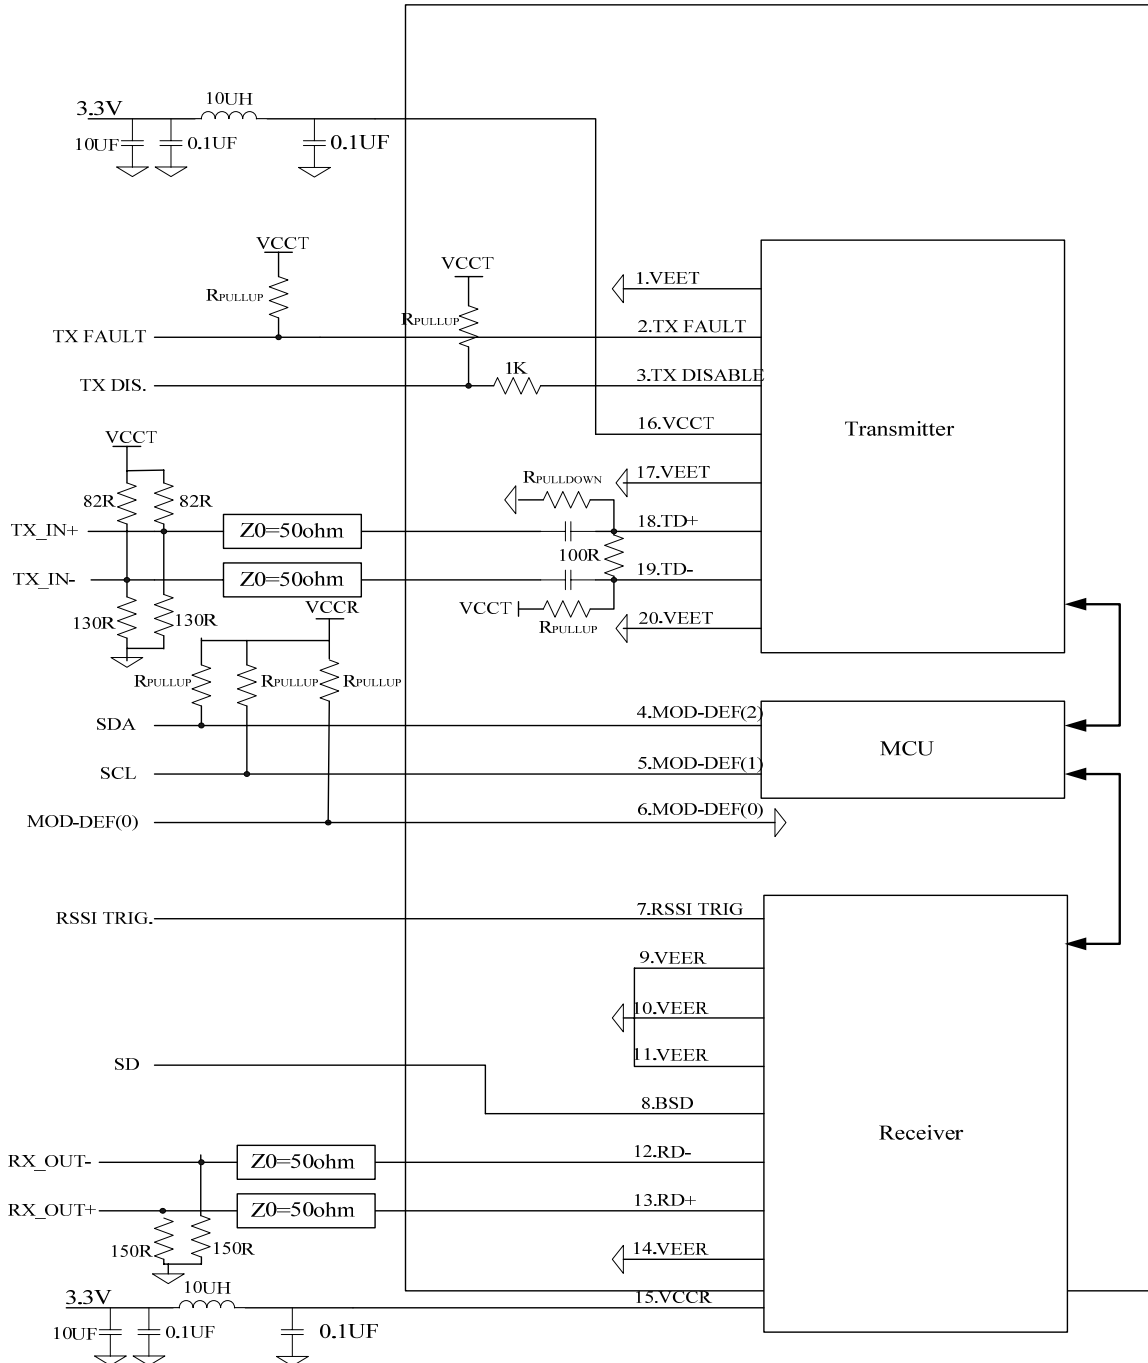 10UH
3.3V
10UF
0.1UF
0.1UF
VCCT
RPULLUP
VCCT
RPULLUP
1.VEET
TX FAULT
2.TX FAULT
TX DIS.
1K
3.TX DISABLE
16.VCCT
Transmitter
VCCT
17.VEET
RPULLDOWN
82R
82R
TX_IN+
Z0=50ohm
18.TD+
100R
TX_IN-
Z0=50ohm
19.TD-
VCCT
VCCR
130R
130R
RPULLUP
20.VEET
RPULLUP
RPULLUP
RPULLUP
SDA
4.MOD-DEF(2)
MCU
SCL
5.MOD-DEF(1)
MOD-DEF(0)
6.MOD-DEF(0)
RSSI TRIG.
7.RSSI TRIG
9.VEER
10.VEER
11.VEER
SD
8.BSD
Receiver
RX_OUT-
Z0=50ohm
12.RD-
RX_OUT+
Z0=50ohm
13.RD+
150R
150R
14.VEER
10UH
3.3V
15.VCCR
10UF
0.1UF
0.1UF